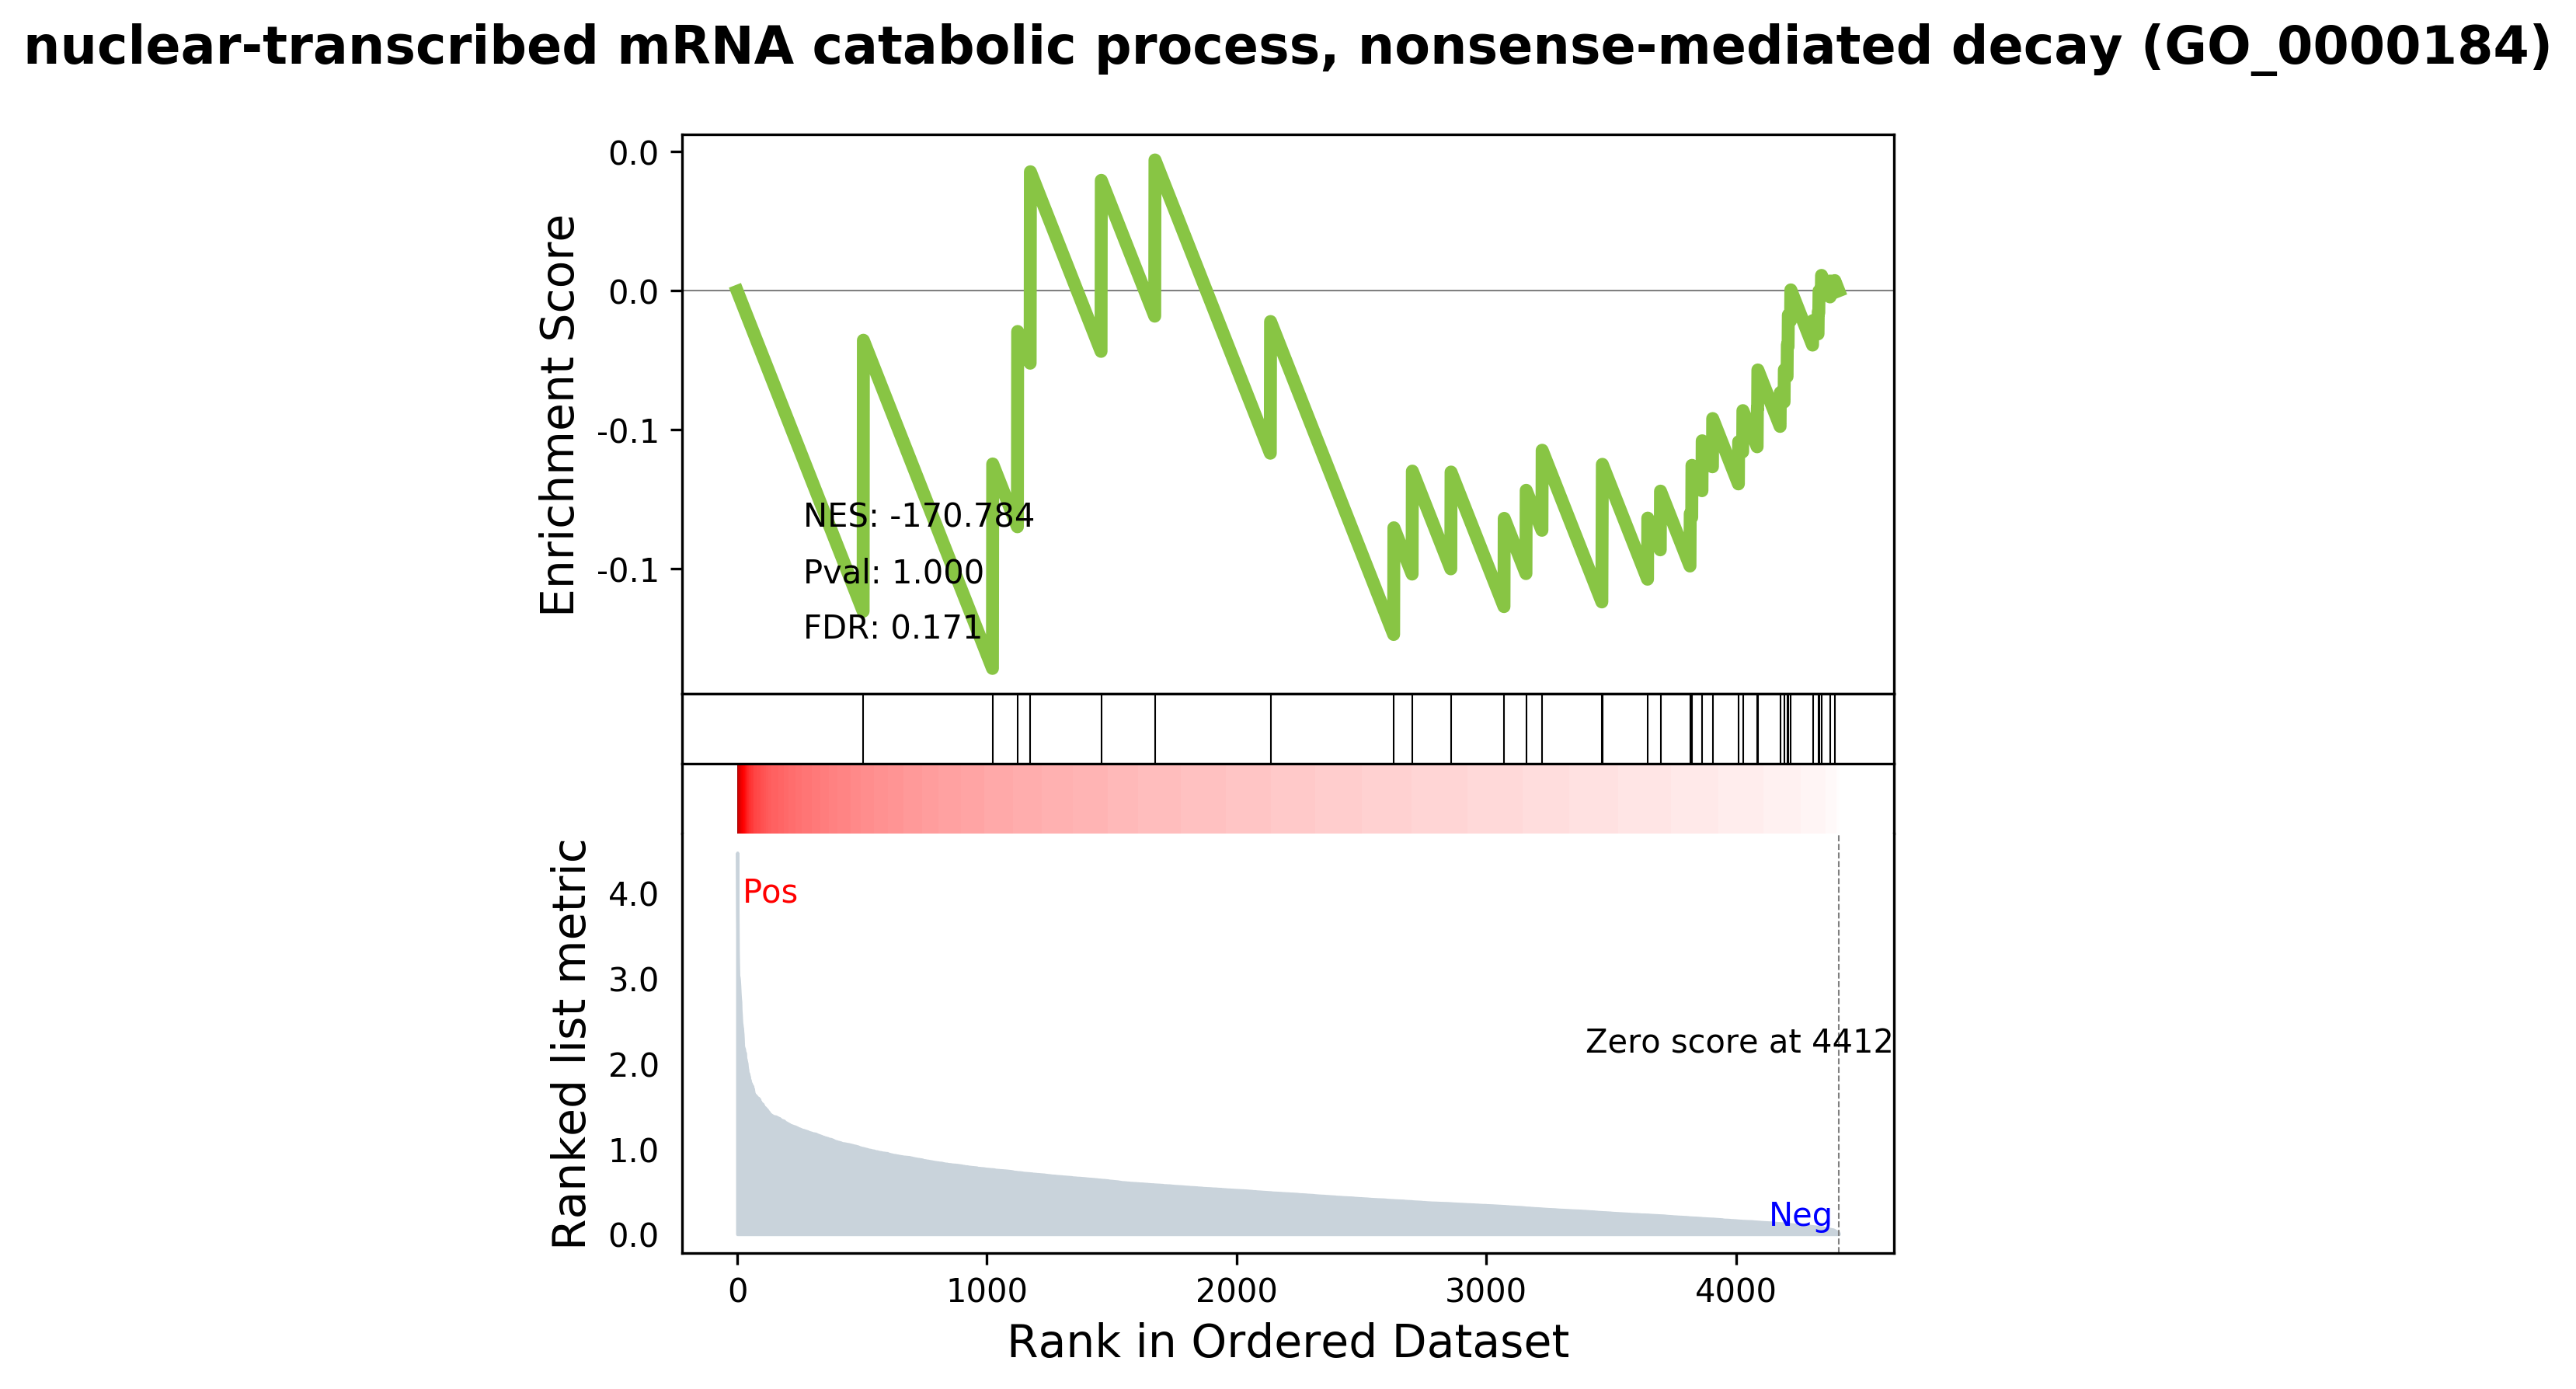 nuclear-transcribed mRNA catabolic process, nonsense-mediated decay (GO_0000184)
Enrichment Score
0.0
0.0
-0.1
-0.1
NES: -170.784
Pval: 1.000
FDR: 0.171
Ranked list metric
4.0
3.0
2.0
1.0
0.0
Pos
Zero score at 4412
Neg
0 1000 2000 3000 4000
Rank in Ordered Dataset